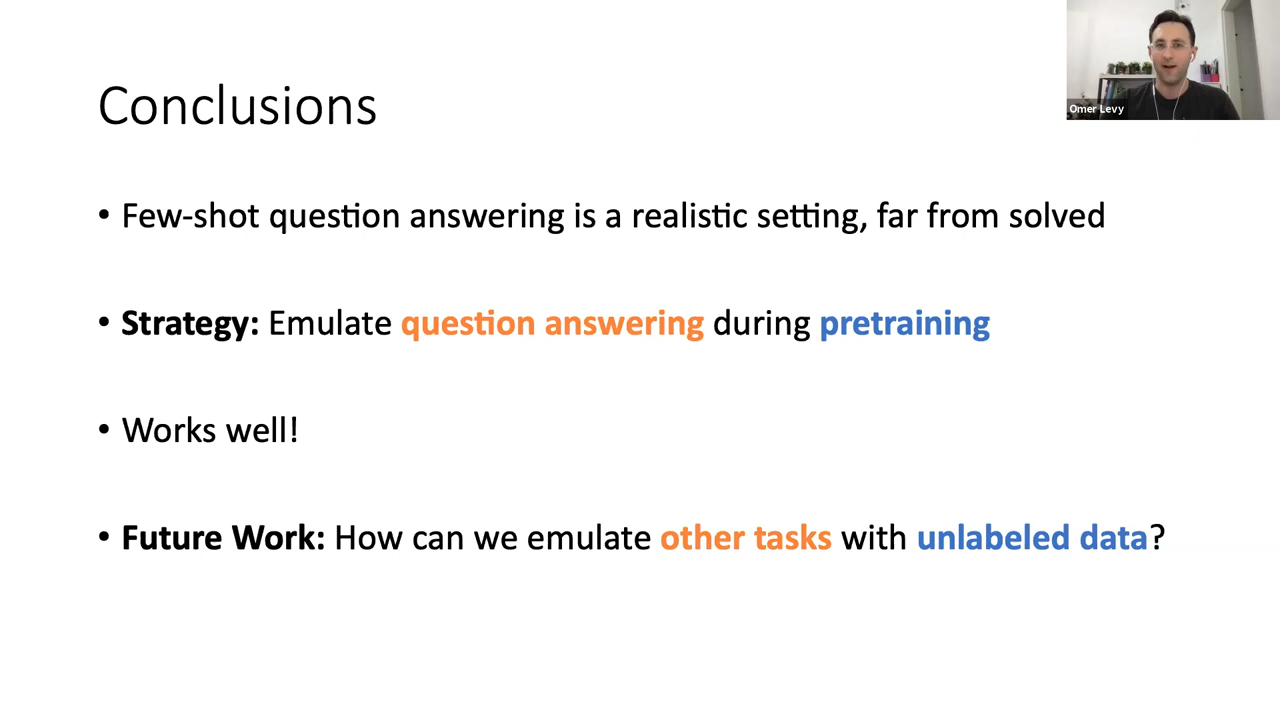 Conclusions
Omer Levy
• Few-shot question answering is a realistic setting, far from solved
• Strategy: Emulate question answering during pretraining
• Works well!
• Future Work: How can we emulate other tasks with unlabeled data?